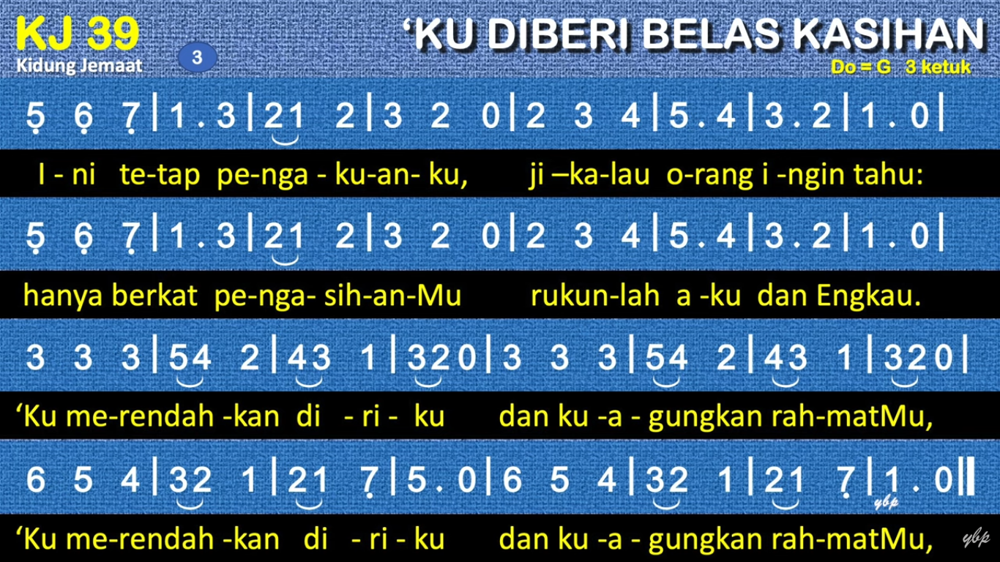 KJ 39
Kidung Jemaat
3
‘KU DIBERI BELAS KASIHAN
Do = G 3 ketuk
5̣ 6̣ 7̣ | 1 . 3 | 21 2 | 3 2 0 | 2 3 4 | 5 . 4 | 3 . 2 | 1 . 0 |
I - ni te-tap pe-nga - ku-an- ku, ji –ka-lau o-rang i -ngin tahu:
5̣ 6̣ 7̣ | 1 . 3 | 21 2 | 3 2 0 | 2 3 4 | 5 . 4 | 3 . 2 | 1 . 0 |
hanya berkat pe-nga- sih-an-Mu rukun-lah a -ku dan Engkau.
3 3 3 | 54 2 | 43 1 | 320 | 3 3 3 | 54 2 | 43 1 | 320 |
‘Ku me-rendah -kan di - ri - ku dan ku -a - gungkan rah-matMu,
6 5 4 | 32 1 | 21 7̣ | 5 . 0 | 6 5 4 | 32 1 | 21 7̣ | 1 . 0 ||
ybp
‘Ku me-rendah -kan di - ri - ku dan ku -a - gungkan rah-matMu,
ybp